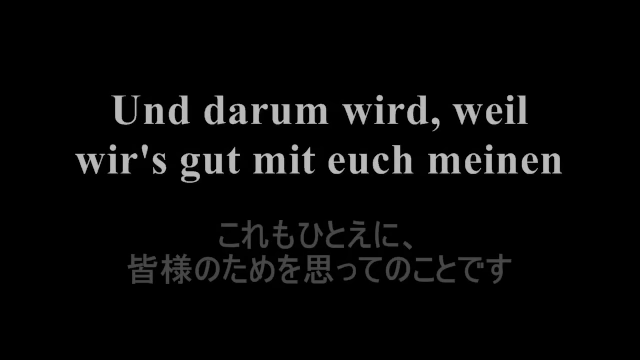 Und darum wird, weil
wir's gut mit euch meinen
これもひとえに、
皆様のためを思ってのことです